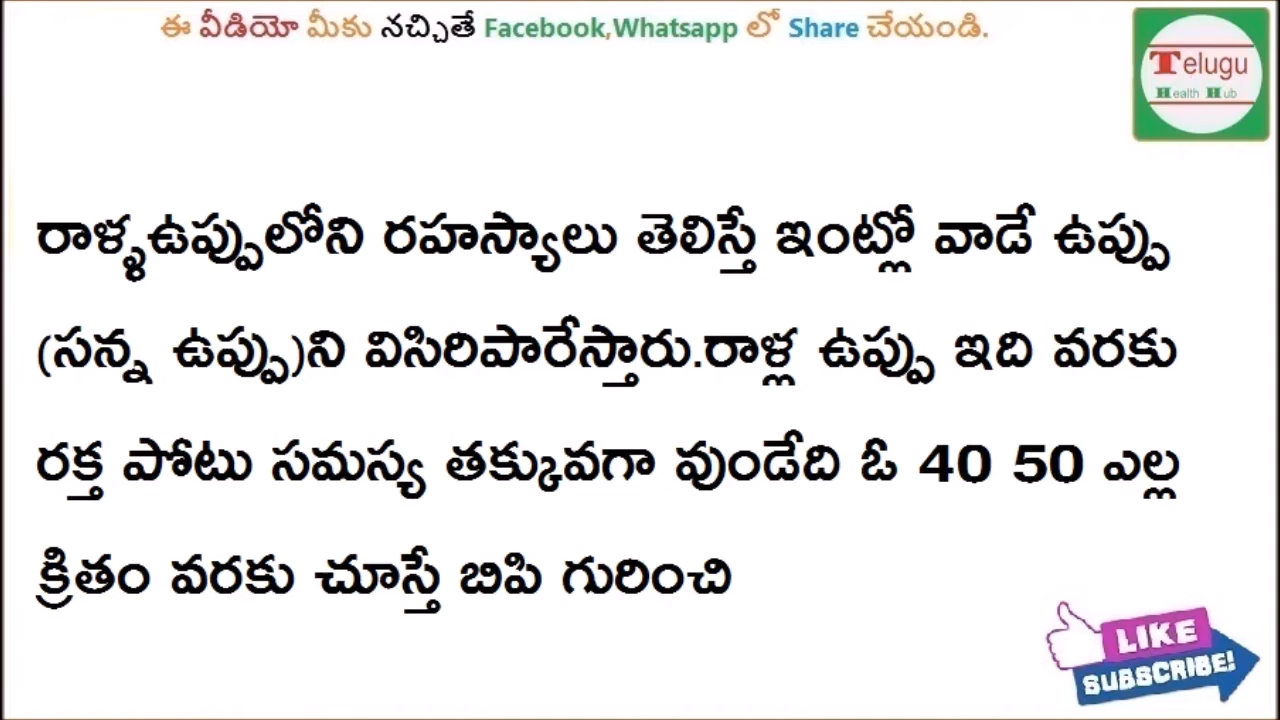 ఈ వీడియో మీకు నచ్చితే Facebook,Whatsapp లో Share చేయండి.
Telugu
Health Hub
రాళ్ళఉప్పులోని రహస్యాలు తెలిస్తే ఇంట్లో వాడే ఉప్పు
(సన్న ఉప్పు)ని విసిరిపారేస్తారు.రాళ్ల ఉప్పు ఇది వరకు
రక్త పోటు సమస్య తక్కువగా వుండేది ఓ 40 50 ఎల్ల
క్రితం వరకు చూస్తే బిపి గురించి
LIKE
SUBSCRIBE!